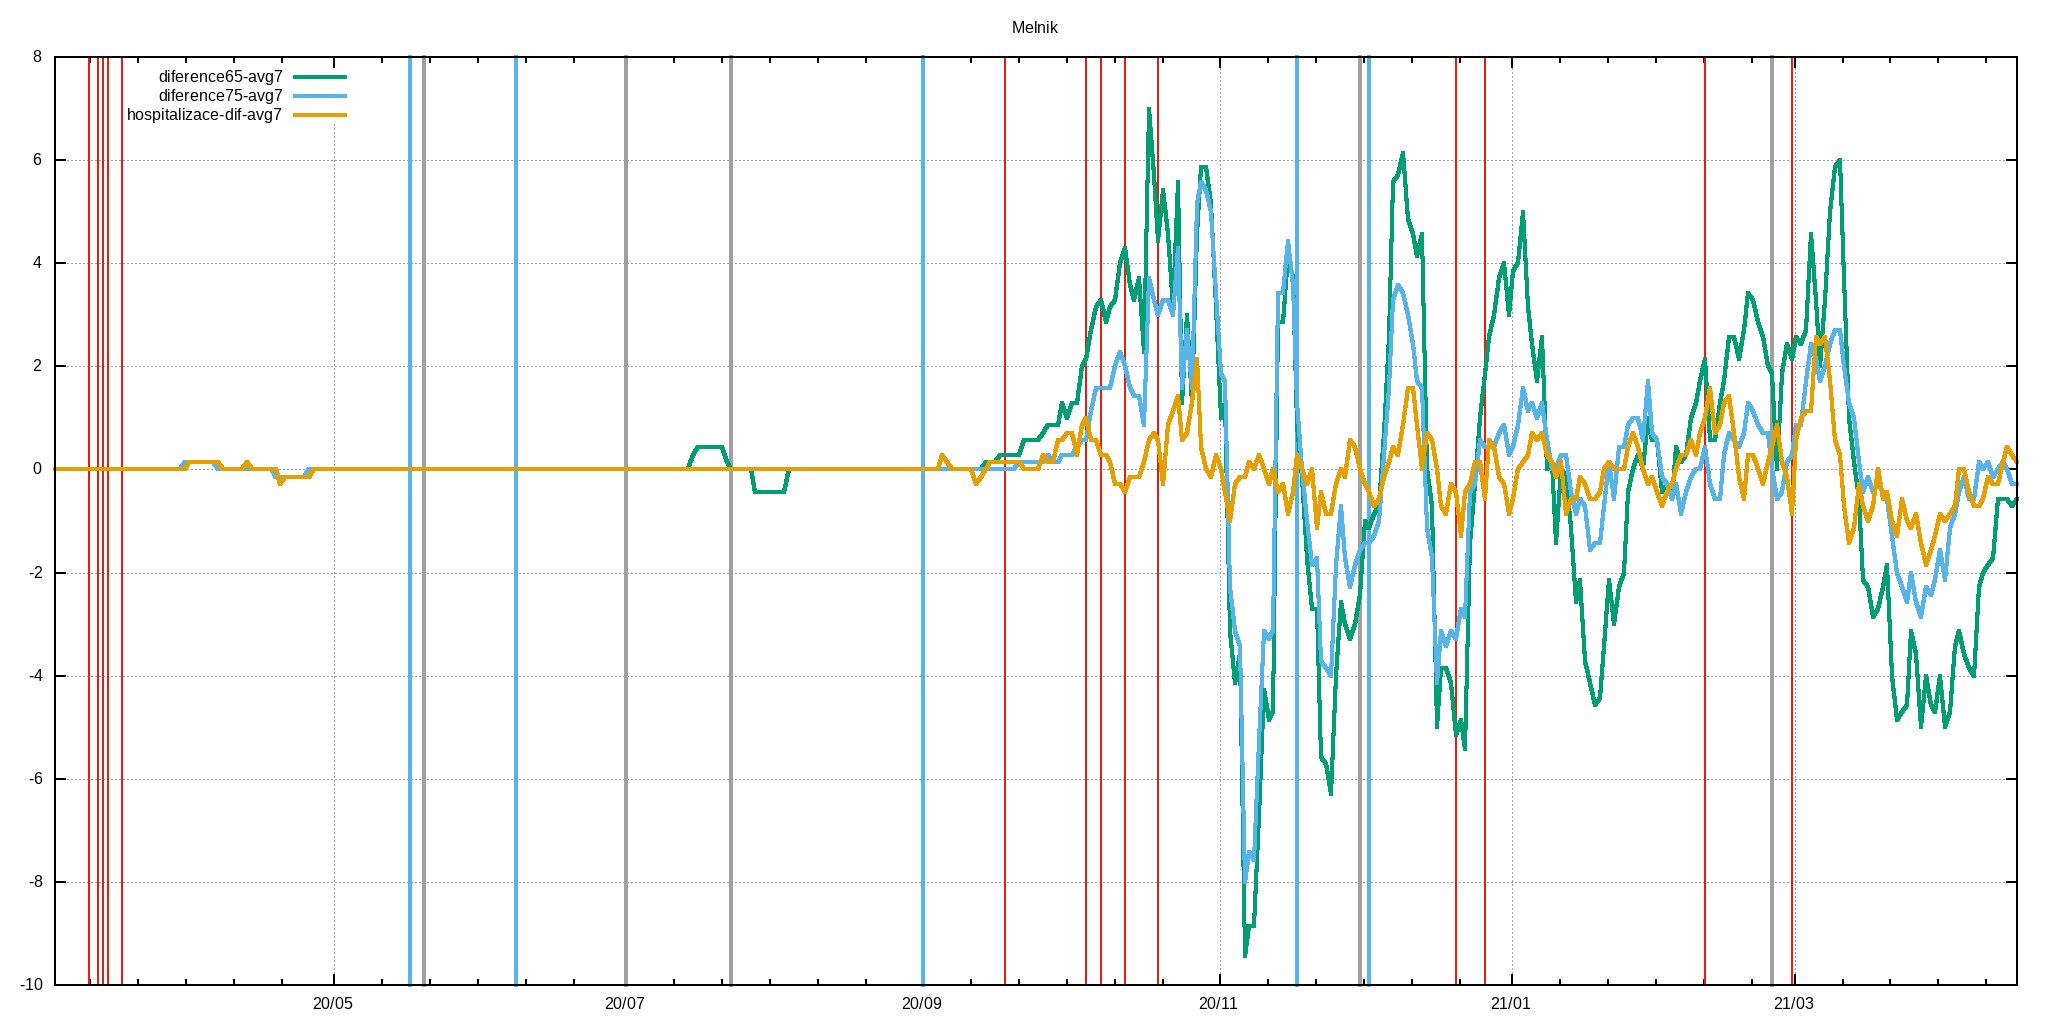 Melnik
8
diference65-avg7
diference75-avg7
hospitalizace-dif-avg7
6
4
2
0
-2
-4
-6
-8
-10
20/05 20/07 20/09 20/11 21/01 21/03